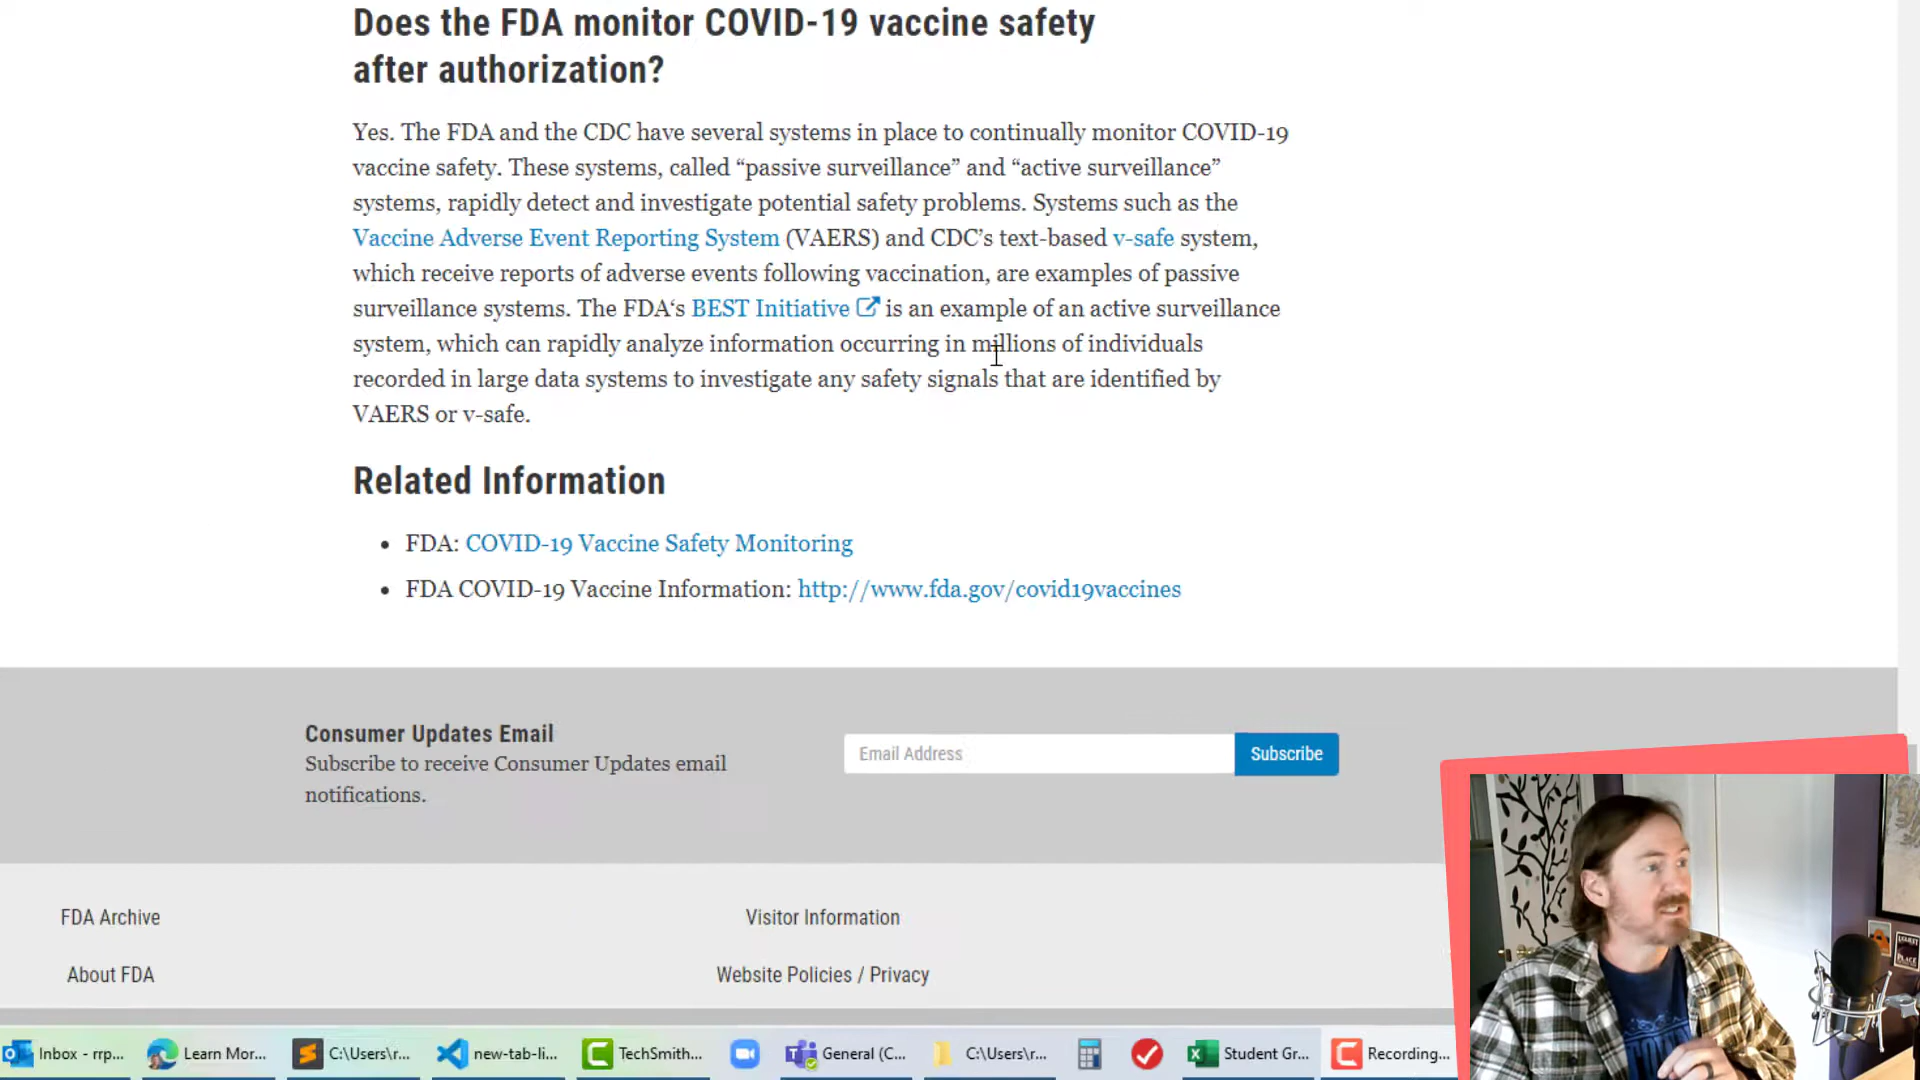 Does the FDA monitor COVID-19 vaccine safety
after authorization?
Yes. The FDA and the CDC have several systems in place to continually monitor COVID-19
vaccine safety. These systems, called “passive surveillance” and “active surveillance”
systems, rapidly detect and investigate potential safety problems. Systems such as the
Vaccine Adverse Event Reporting System (VAERS) and CDC’s text-based v-safe system,
which receive reports of adverse events following vaccination, are examples of passive
surveillance systems. The FDA‘s BEST Initiative is an example of an active surveillance
system, which can rapidly analyze information occurring in millions of individuals
recorded in large data systems to investigate any safety signals that are identified by
VAERS or v-safe.
Related Information
• FDA: COVID-19 Vaccine Safety Monitoring
• FDA COVID-19 Vaccine Information: http://www.fda.gov/covid19vaccines
Consumer Updates Email
Subscribe to receive Consumer Updates email
notifications.
Email Address
Subscribe
FDA Archive
Visitor Information
About FDA
Website Policies / Privacy
Inbox - rrp...
Learn Mor...
C:\Users\r...
new-tab-li...
TechSmith...
General (C...
C:\Users\r...
Student Gr...
Recording...